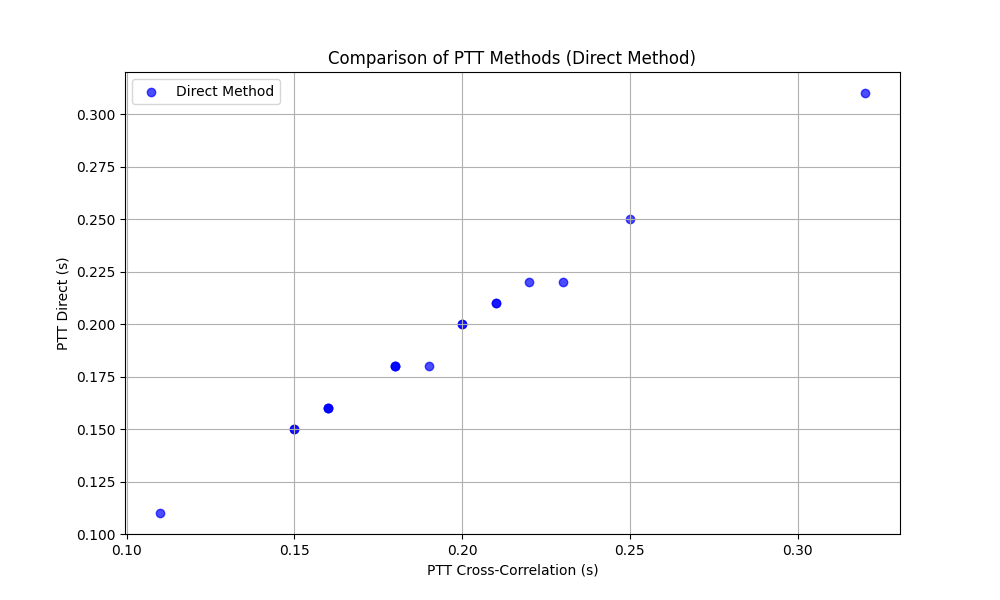 Comparison of PTT Methods (Direct Method)
Direct Method
0.300
0.275
0.250
0.225
0.200
0.175
0.150
0.125
0.100
PTT Direct (s)
0.10 0.15 0.20 0.25 0.30
PTT Cross-Correlation (s)